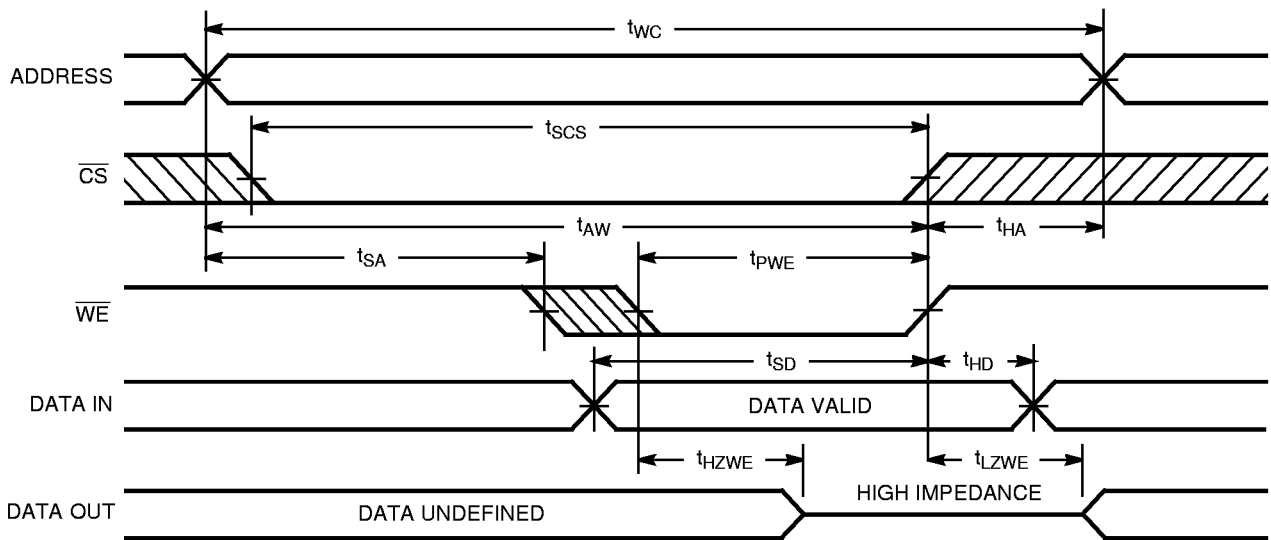 tWC
ADDRESS
tSCS
CS
tAW
tHA
tSA
tPWE
WE
tSD
tHD
DATA IN
DATA VALID
tHZWE
tLZWE
HIGH IMPEDANCE
DATA OUT
DATA UNDEFINED